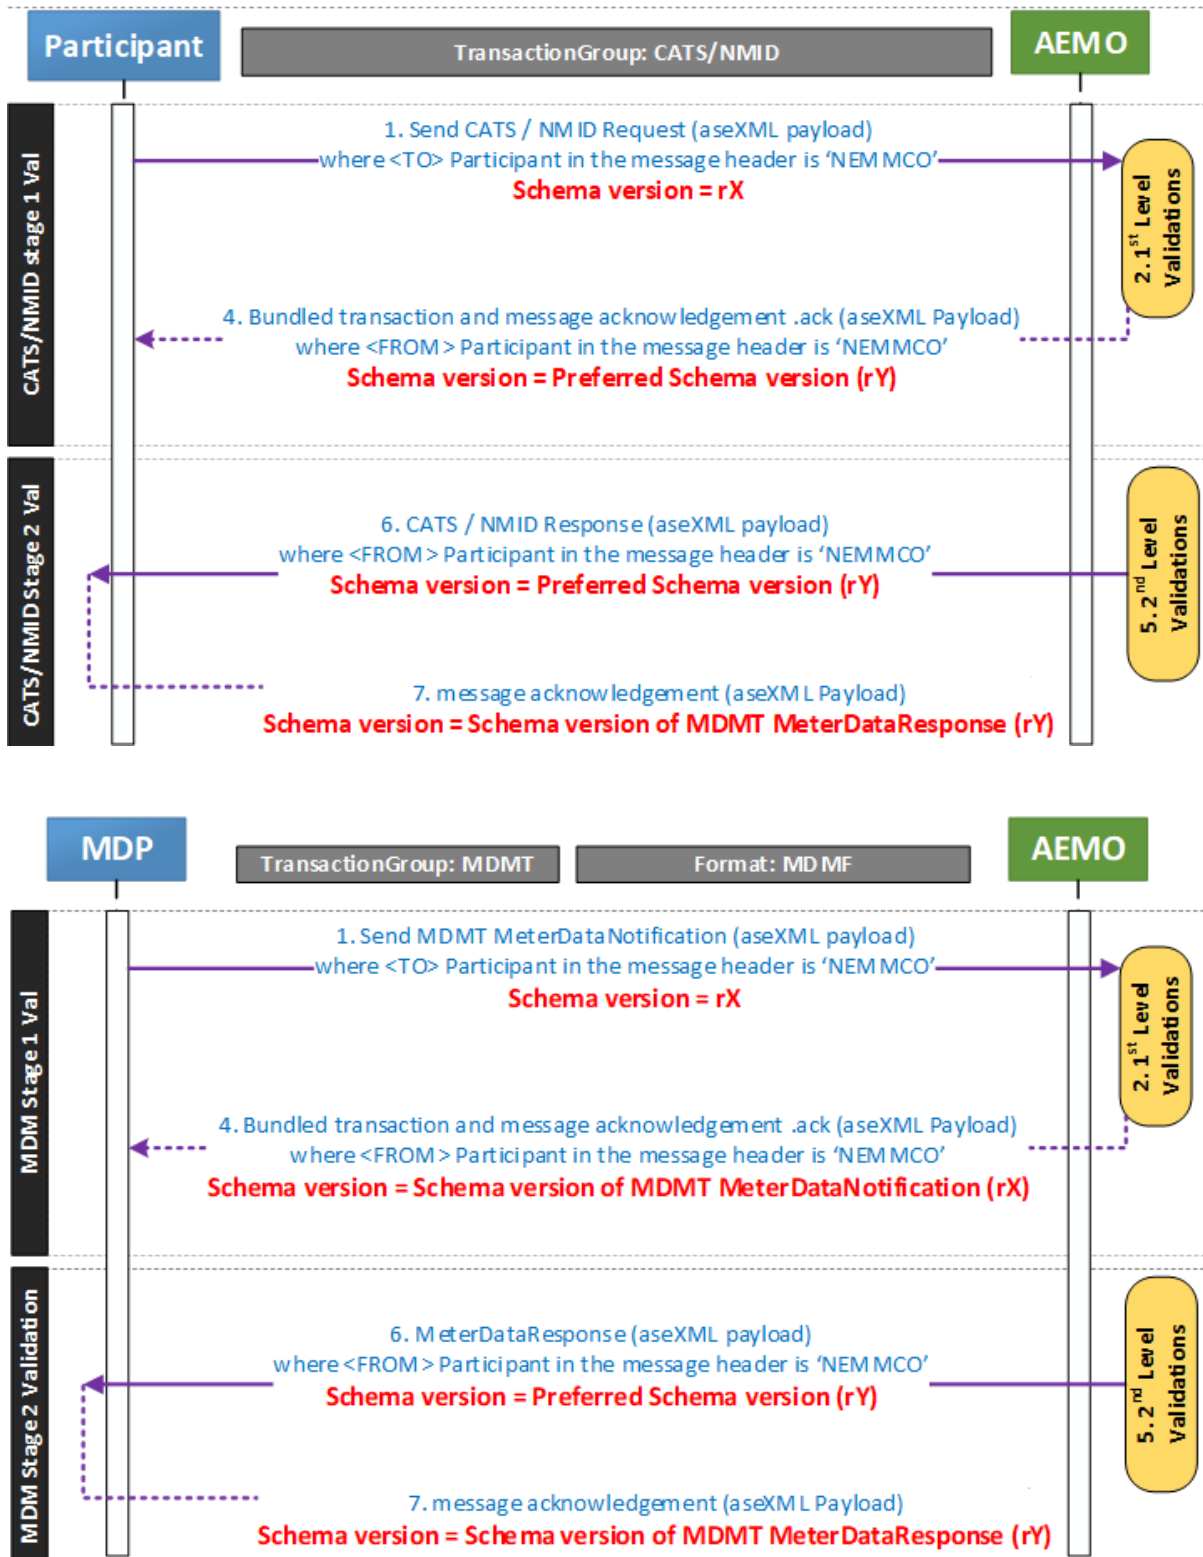 Participant
TransactionGroup: CATS/NMID
AEMO
CATS/NMID stage 1 Val
1. Send CATS / NMID Request (aseXML payload)
where <TO> Participant in the message header is ‘NEMMCO’
Schema version = rX
2. 1st Level
Validations
4. Bundled transaction and message acknowledgement .ack (aseXML Payload)
where <FROM> Participant in the message header is ‘NEMMCO’
Schema version = Preferred Schema version (rY)
CATS/NMID Stage 2 Val
6. CATS / NMID Response (aseXML payload)
where <FROM> Participant in the message header is ‘NEMMCO’
Schema version = Preferred Schema version (rY)
5. 2nd Level
Validations
7. message acknowledgement (aseXML Payload)
Schema version = Schema version of MDMT MeterDataResponse (rY)
MDP
TransactionGroup: MDMT
Format: MDMF
AEMO
MDM Stage 1 Val
1. Send MDMT MeterDataNotification (aseXML payload)
where <TO> Participant in the message header is ‘NEMMCO’
Schema version = rX
2. 1st Level
Validations
4. Bundled transaction and message acknowledgement .ack (aseXML Payload)
where <FROM> Participant in the message header is ‘NEMMCO’
Schema version = Schema version of MDMT MeterDataNotification (rX)
MDM Stage 2 Validation
6. MeterDataResponse (aseXML payload)
where <FROM> Participant in the message header is ‘NEMMCO’
Schema version = Preferred Schema version (rY)
5. 2nd Level
Validations
7. message acknowledgement (aseXML Payload)
Schema version = Schema version of MDMT MeterDataResponse (rY)